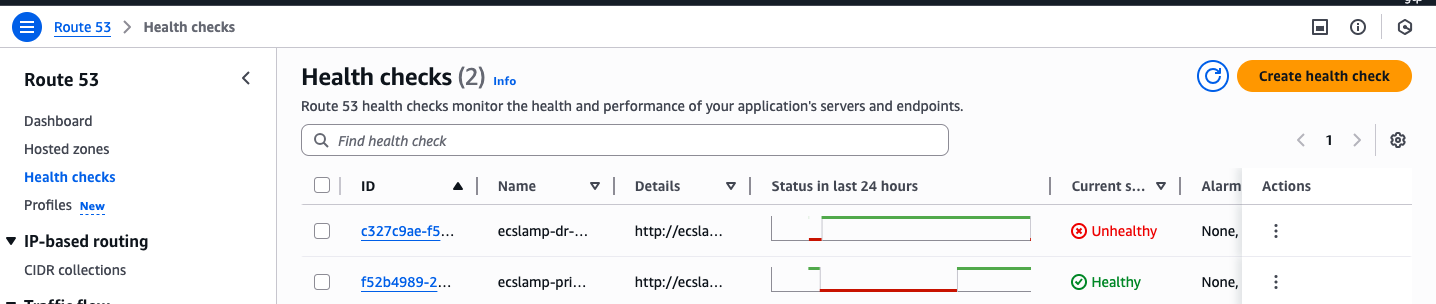 Route 53 > Health checks
Route 53
Dashboard
Hosted zones
Health checks
Profiles New
IP-based routing
CIDR collections
Health checks (2) Info
Create health check
Route 53 health checks monitor the health and performance of your application's servers and endpoints.
Find health check
1
ID Name Details Status in last 24 hours Current s... Alarm Actions
c327c9ae-f5... ecslamp-dr-... http://ecsla... Unhealthy None,
f52b4989-2... ecslamp-pri... http://ecsla... Healthy None,